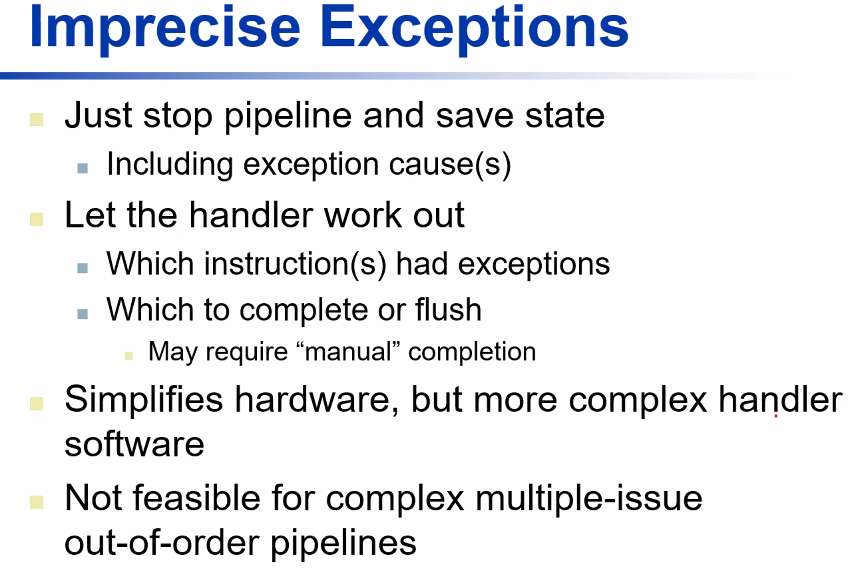 Imprecise Exceptions
Just stop pipeline and save state
Including exception cause(s)
Let the handler work out
Which instruction(s) had exceptions
Which to complete or flush
May require “manual” completion
Simplifies hardware, but more complex handler
software
Not feasible for complex multiple-issue
out-of-order pipelines